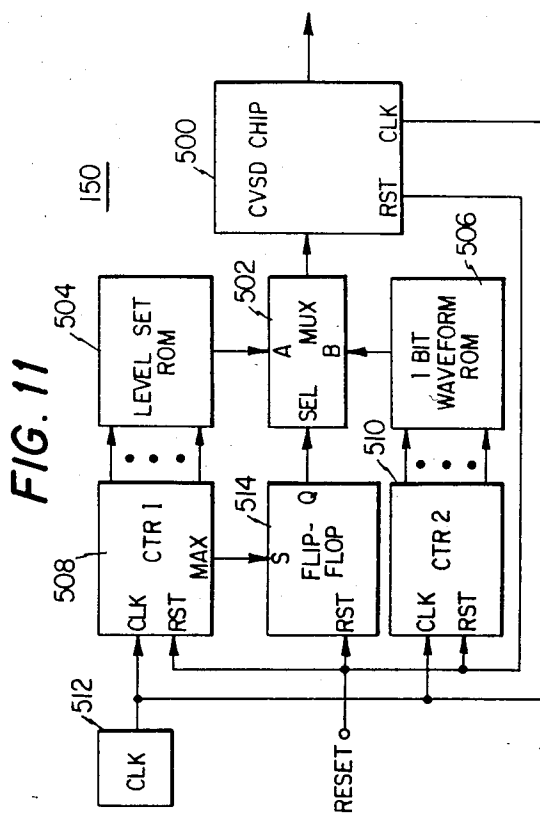 FIG. 11
150
512
CLK
508
CLK
RST
CTR 1
MAX
504
LEVEL SET
ROM
514
S
FLIP-
FLOP
Q
RST
502
SEL
A
MUX
B
500
CVSD CHIP
RST
CLK
510
CLK
CTR 2
RST
506
1 BIT
WAVEFORM
ROM
RESET